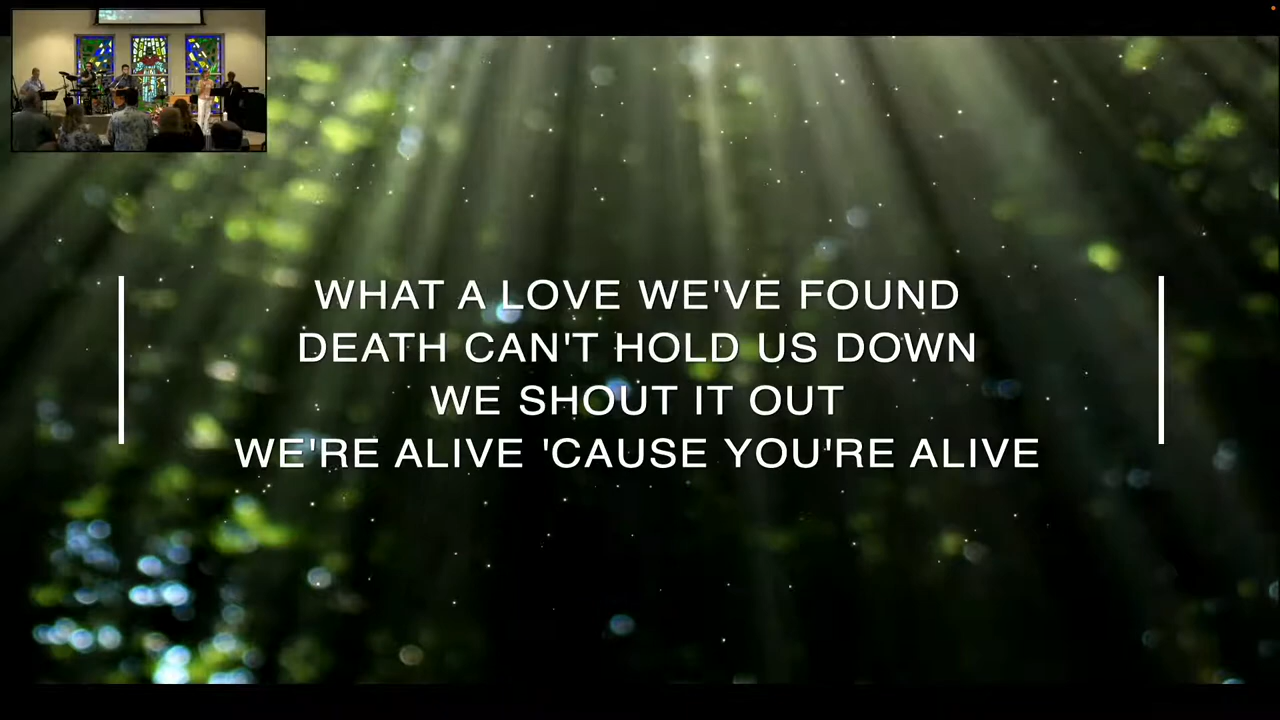 WHAT A LOVE WE'VE FOUND
DEATH CAN'T HOLD US DOWN
WE SHOUT IT OUT
WE'RE ALIVE 'CAUSE YOU'RE ALIVE